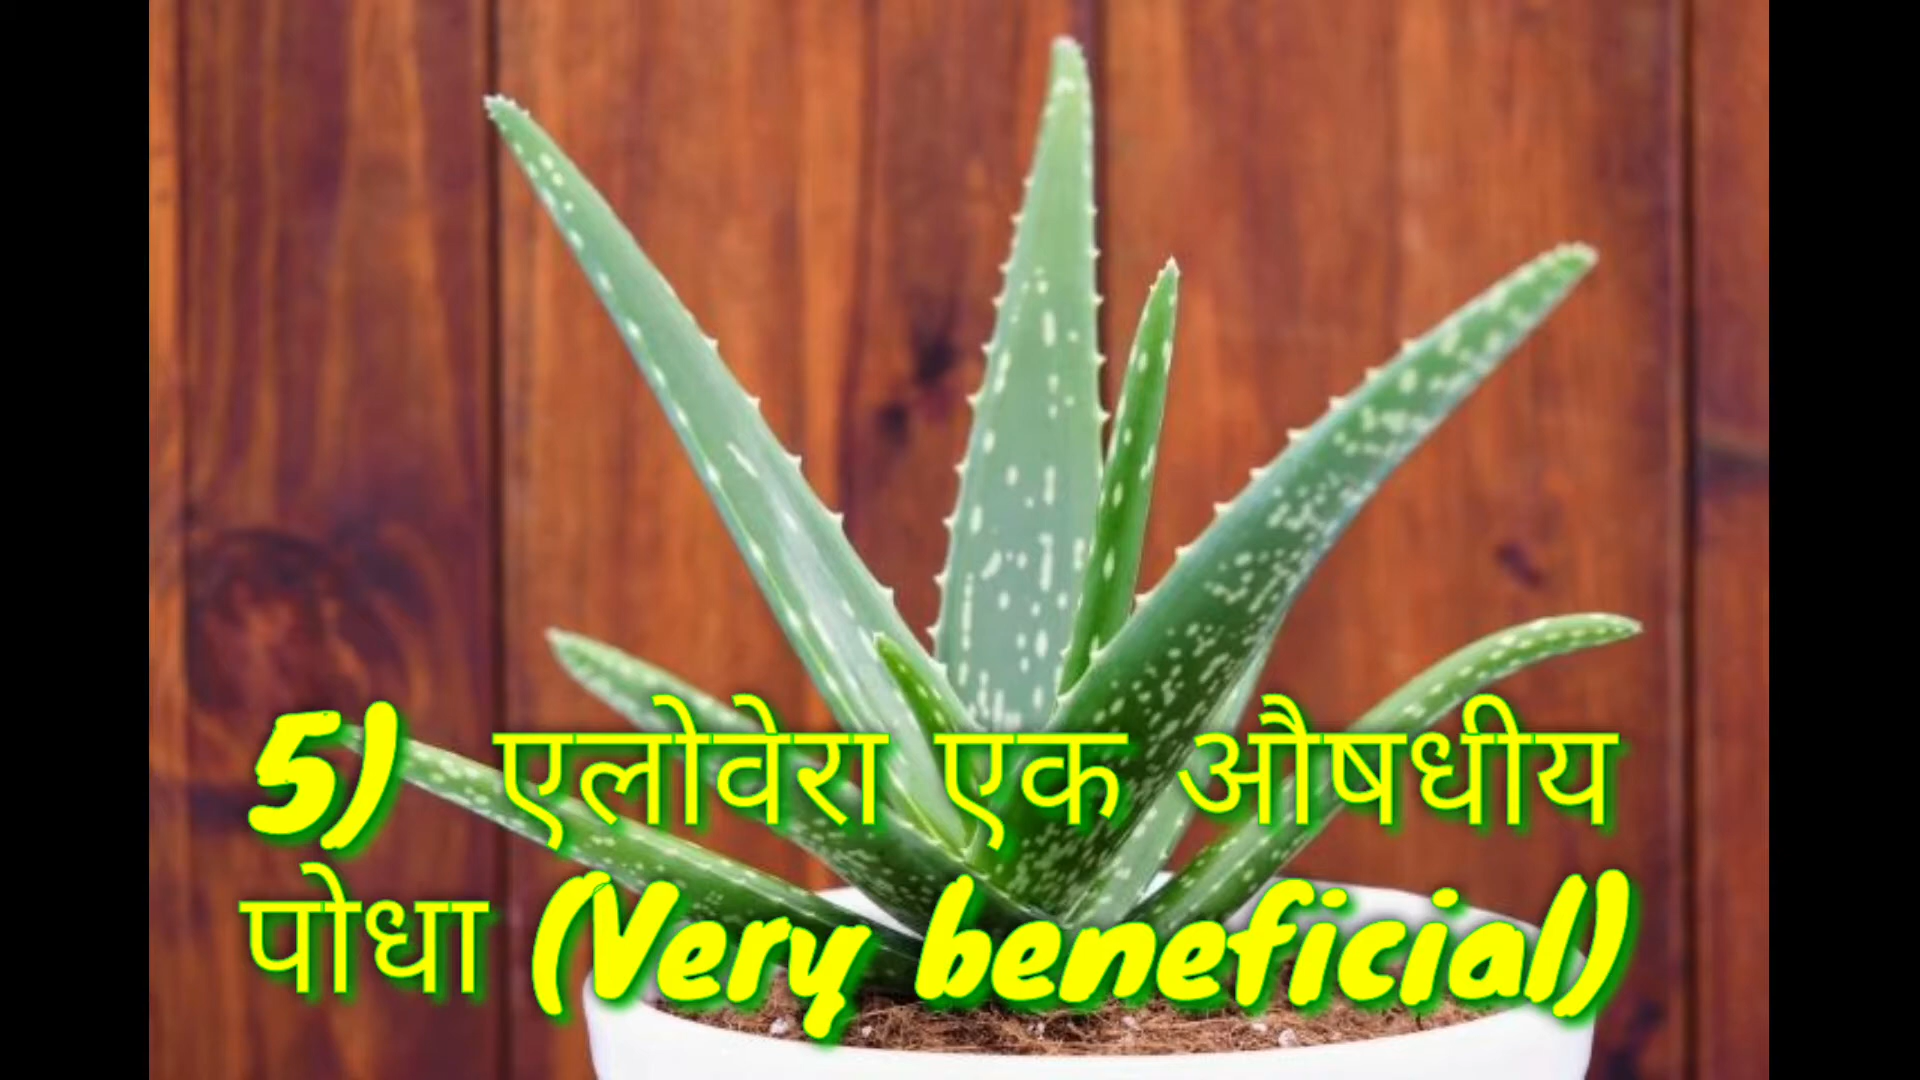 5) एलोवेरा एक औषधीय
पोधा (Very beneficial)